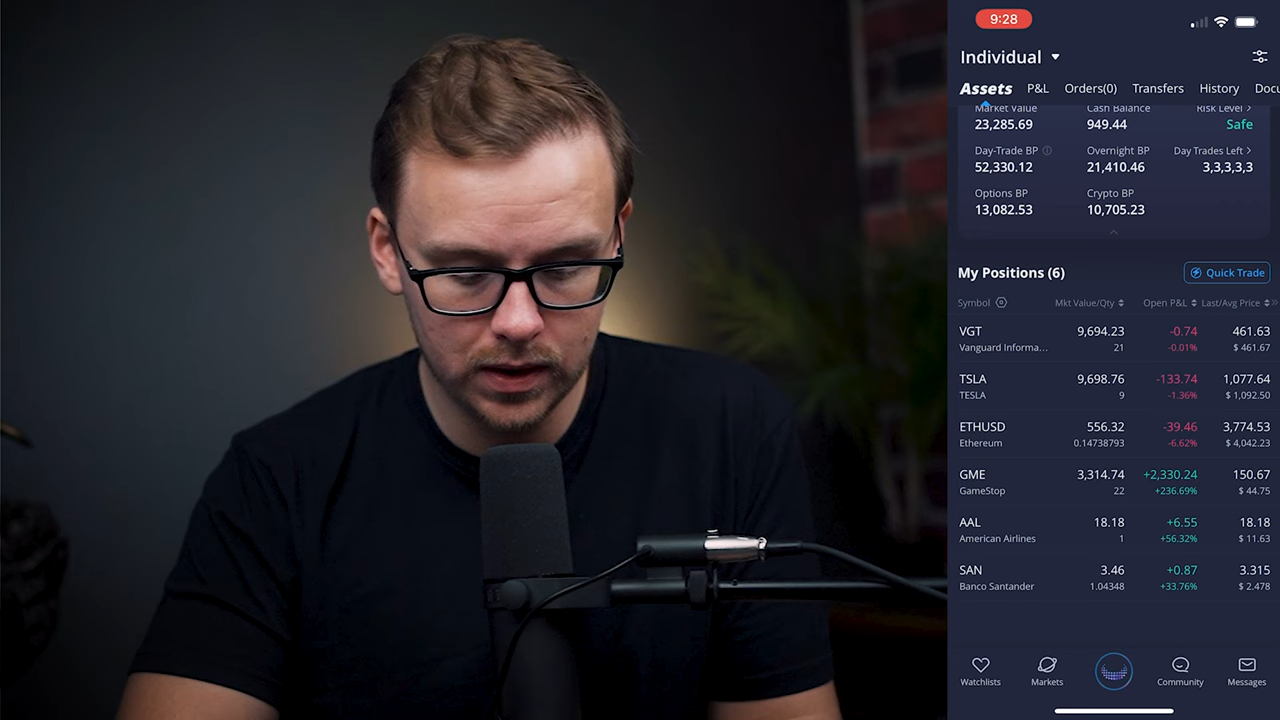 9:28
Individual
Assets P&L Orders(0) Transfers History Docu
Market Value Cash Balance Risk Level >
23,285.69 949.44 Safe
Day-Trade BP Overnight BP Day Trades Left >
52,330.12 21,410.46 3,3,3,3,3
Options BP Crypto BP
13,082.53 10,705.23
My Positions (6) Quick Trade
Symbol Mkt Value/Qty Open P&L Last/Avg Price
VGT 9,694.23 -0.74 461.63
Vanguard Informa... 21 -0.01% $ 461.67
TSLA 9,698.76 -133.74 1,077.64
TESLA 9 -1.36% $ 1,092.50
ETHUSD 556.32 -39.46 3,774.53
Ethereum 0.14738793 -6.62% $ 4,042.23
GME 3,314.74 +2,330.24 150.67
GameStop 22 +236.69% $ 44.75
AAL 18.18 +6.55 18.18
American Airlines 1 +56.32% $ 11.63
SAN 3.46 +0.87 3.315
Banco Santander 1.04348 +33.76% $ 2.478
Watchlists Markets Community Messages